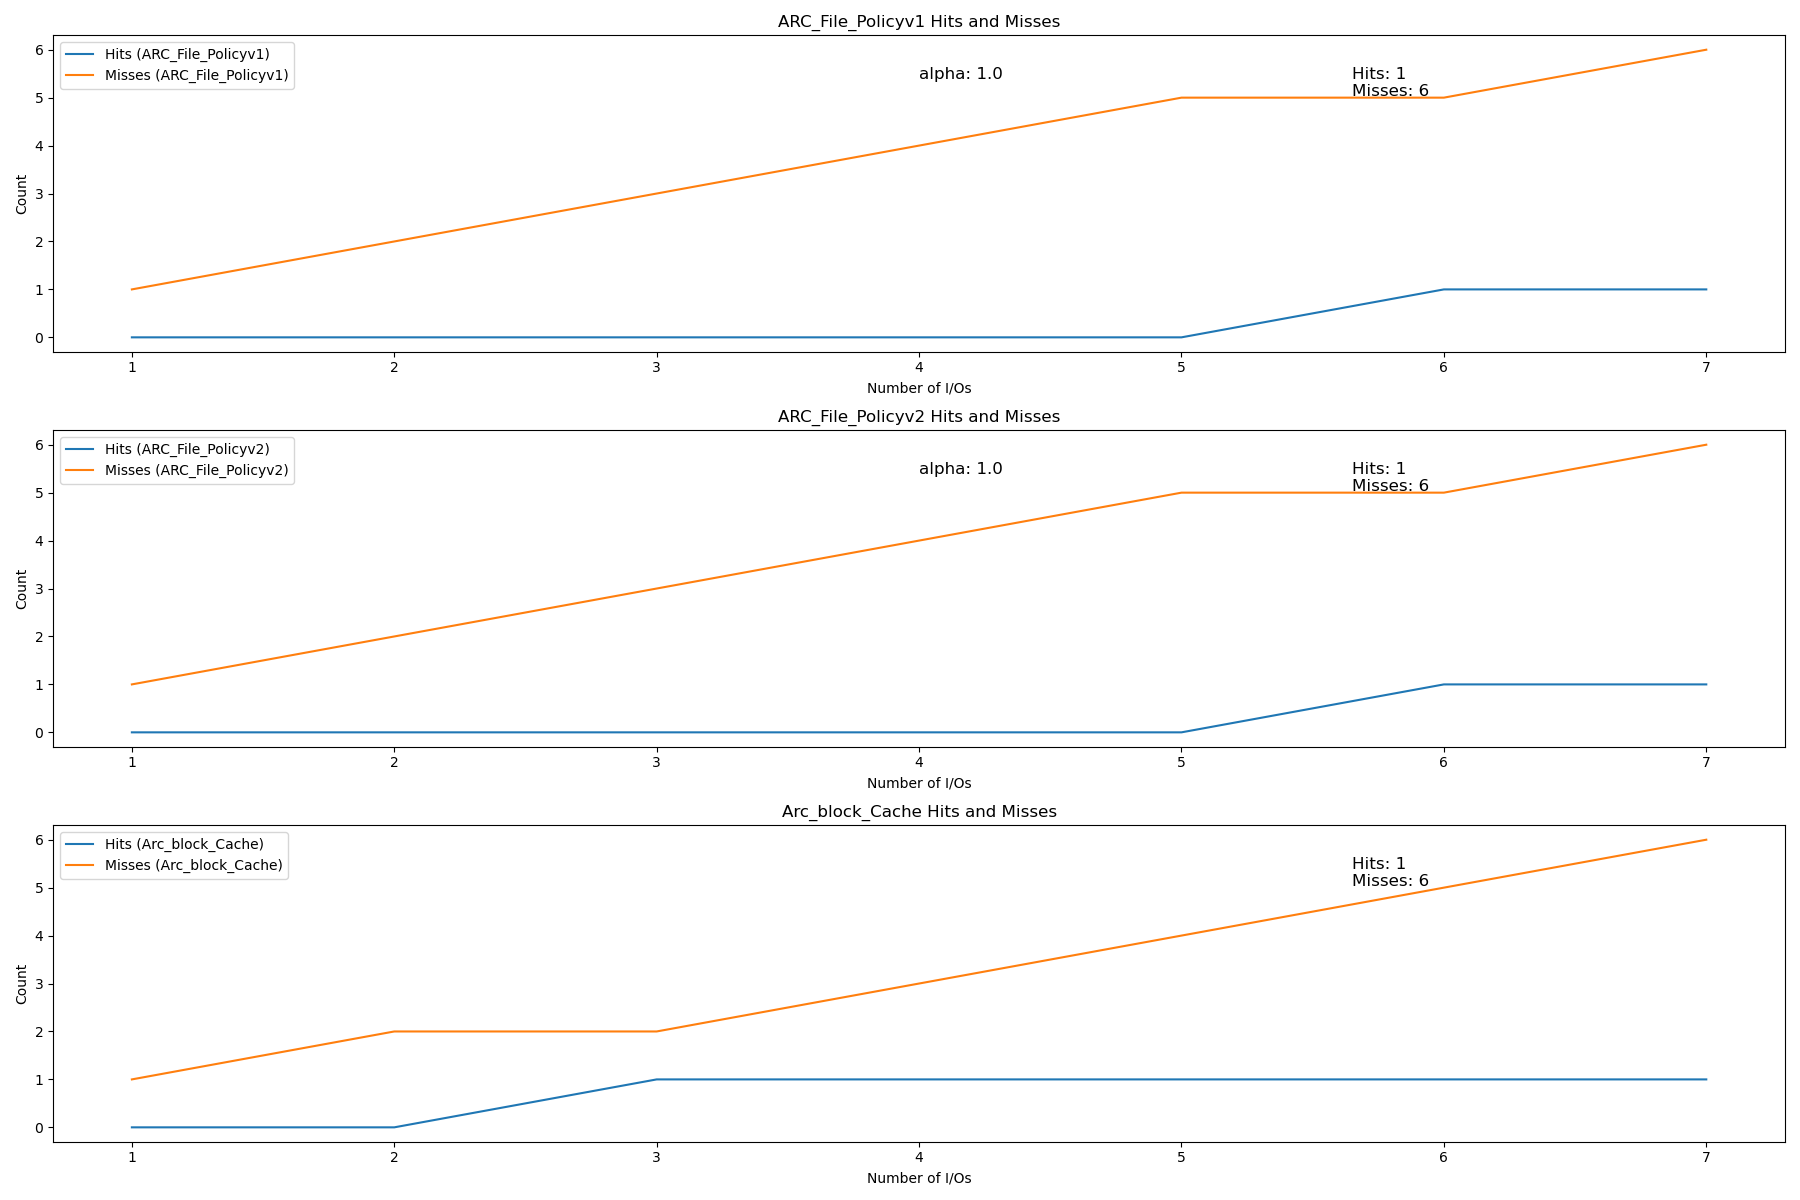 ARC_File_Policyv1 Hits and Misses
Hits (ARC_File_Policyv1)
Misses (ARC_File_Policyv1)
alpha: 1.0
Hits: 1
Misses: 6
6
5
4
3
2
1
0
Count
1 2 3 4 5 6 7
Number of I/Os
ARC_File_Policyv2 Hits and Misses
Hits (ARC_File_Policyv2)
Misses (ARC_File_Policyv2)
alpha: 1.0
Hits: 1
Misses: 6
6
5
4
3
2
1
0
Count
1 2 3 4 5 6 7
Number of I/Os
Arc_block_Cache Hits and Misses
Hits (Arc_block_Cache)
Misses (Arc_block_Cache)
Hits: 1
Misses: 6
6
5
4
3
2
1
0
Count
1 2 3 4 5 6 7
Number of I/Os